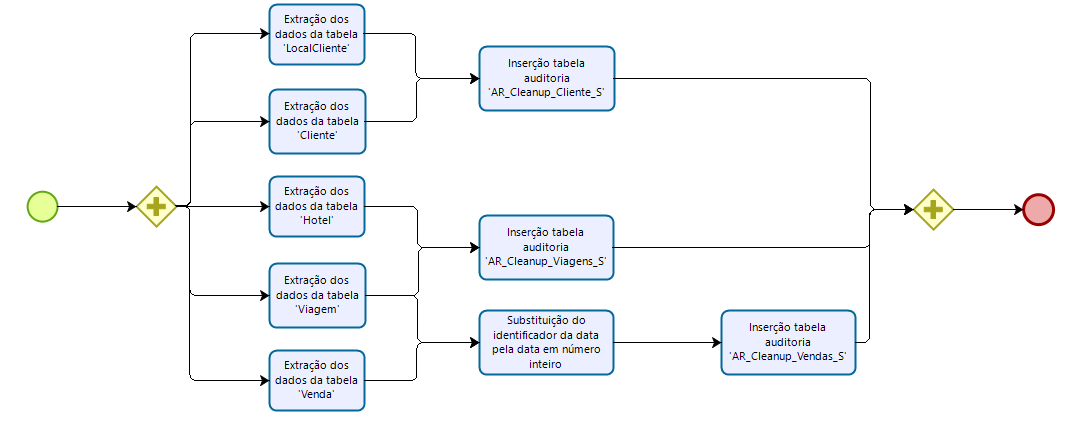 Extração dos
dados da tabela
'LocalCliente'
Extração dos
dados da tabela
'Cliente'
Extração dos
dados da tabela
'Hotel'
Extração dos
dados da tabela
'Viagem'
Extração dos
dados da tabela
'Venda'
Inserção tabela
auditoria
'AR_Cleanup_Cliente_S'
Inserção tabela
auditoria
'AR_Cleanup_Viagens_S'
Substituição do
identificador da data
pela data em número
inteiro
Inserção tabela
auditoria
'AR_Cleanup_Vendas_S'